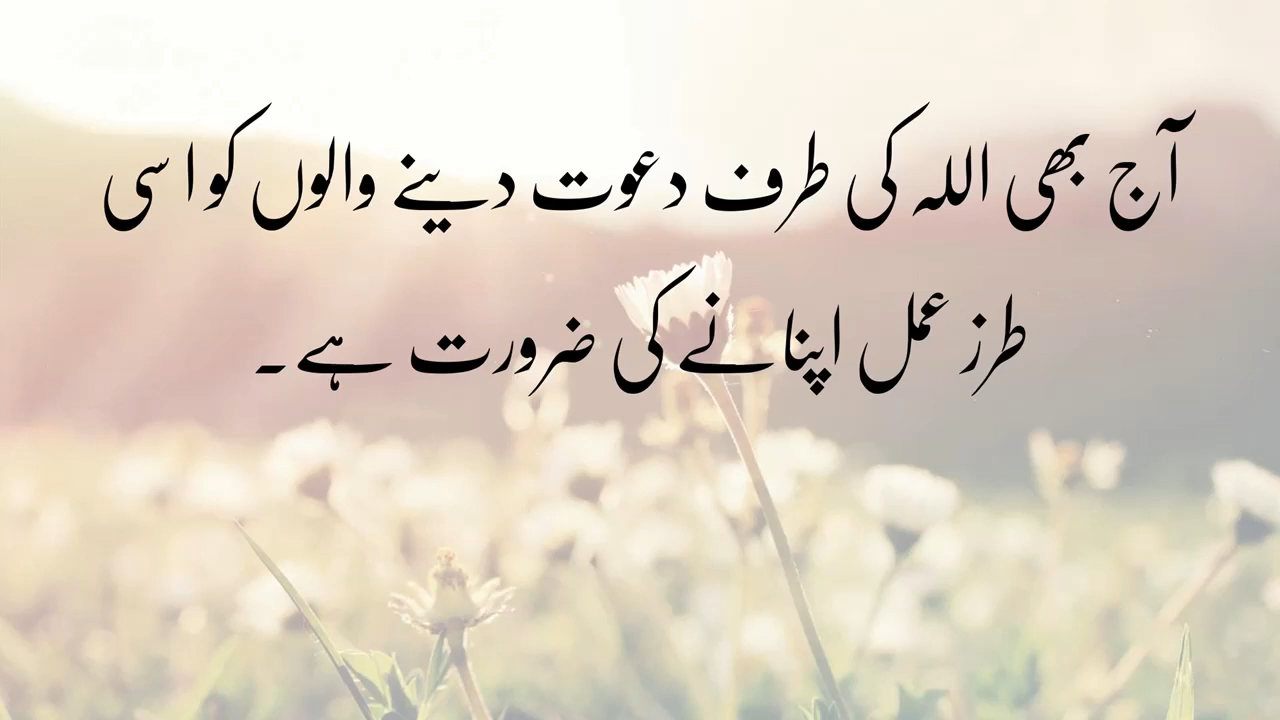 آج بھی اللہ کی طرف دعوت دینے والوں کو اسی
طرز عمل اپنانے کی ضرورت ہے۔